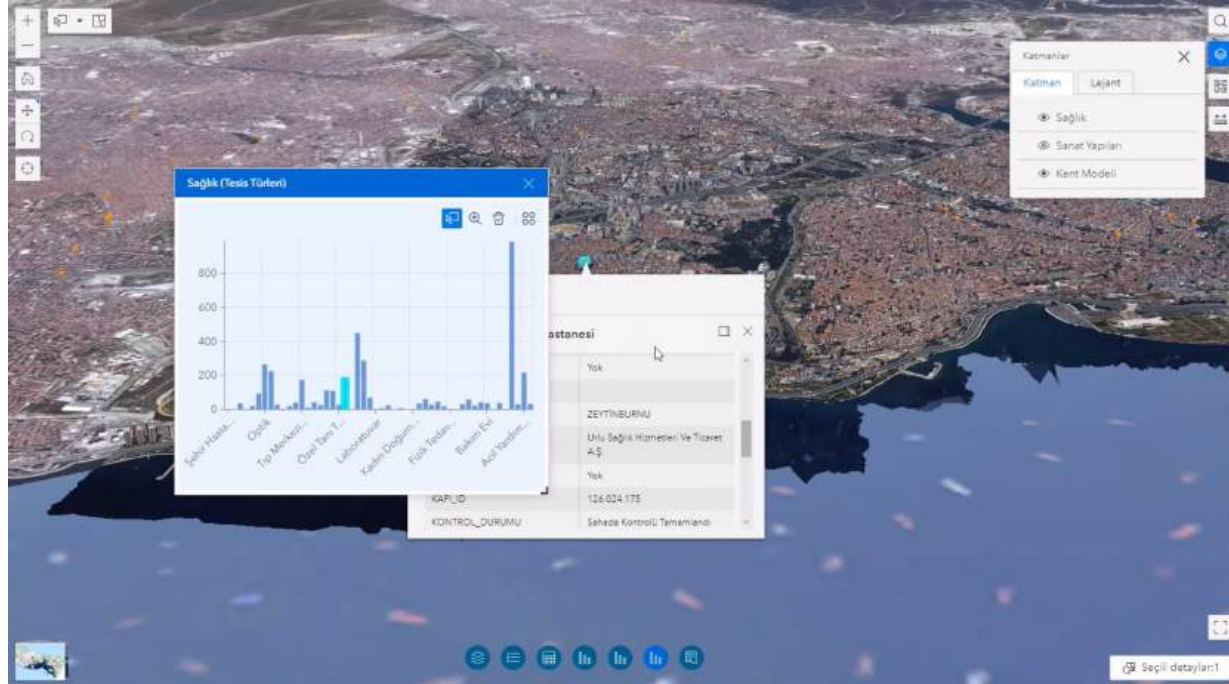 Katmanlar
Katman
Lejant
Sağlık
Sanat Yapıları
Kent Modeli
Sağlık (Tesis Türleri)
800
600
400
200
0
Şehir Hasta...
Optik
Tıp Merkezi...
Özel Tanı T...
Laboratuvar
Kadın Doğum...
Fizik Tedav...
Bakım Evi
Acil Yardım...
astanesi
Yok
ZEYTİNBURNU
Urlu Sağlık Hizmetleri Ve Ticaret
A.Ş.
Yok
KAPI_ID
126.024.175
KONTROL_DURUMU
Sahada Kontrolü Tamamlandı
Seçili detaylar:1